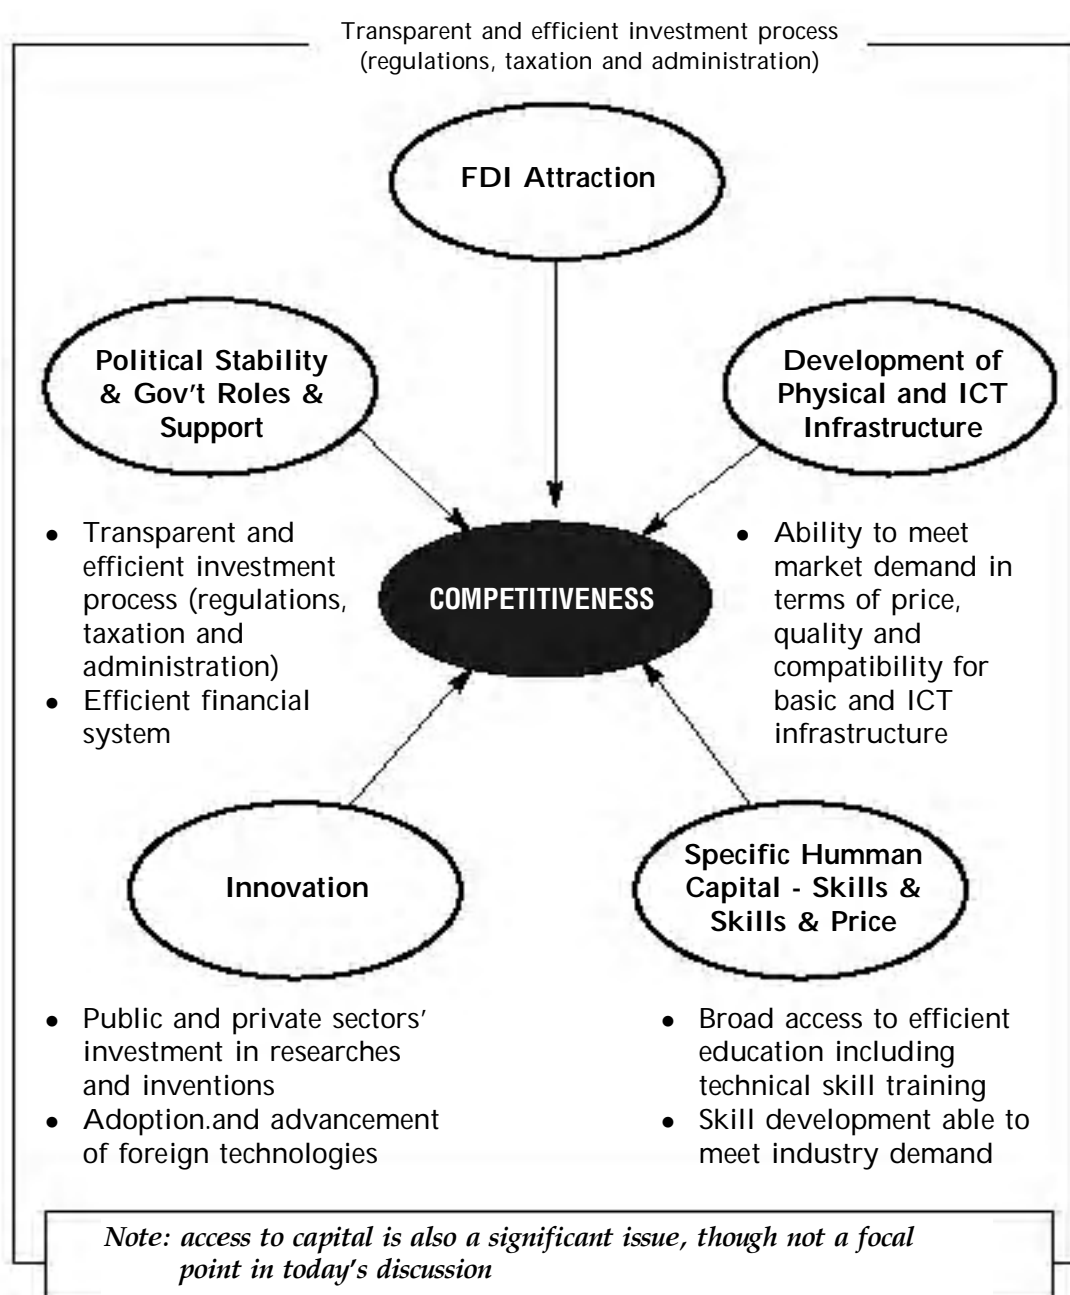 Transparent and efficient investment process
(regulations, taxation and administration)
FDI Attraction
Political Stability
& Gov't Roles &
Support
Development of
Physical and ICT
Infrastructure
• Transparent and
efficient investment
process (regulations,
taxation and
administration)
• Efficient financial
system
COMPETITIVENESS
• Ability to meet
market demand in
terms of price,
quality and
compatibility for
basic and ICT
infrastructure
Innovation
Specific Humman
Capital - Skills &
Skills & Price
• Public and private sectors’
investment in researches
and inventions
• Adoption.and advancement
of foreign technologies
• Broad access to efficient
education including
technical skill training
• Skill development able to
meet industry demand
Note: access to capital is also a significant issue, though not a focal
point in today's discussion